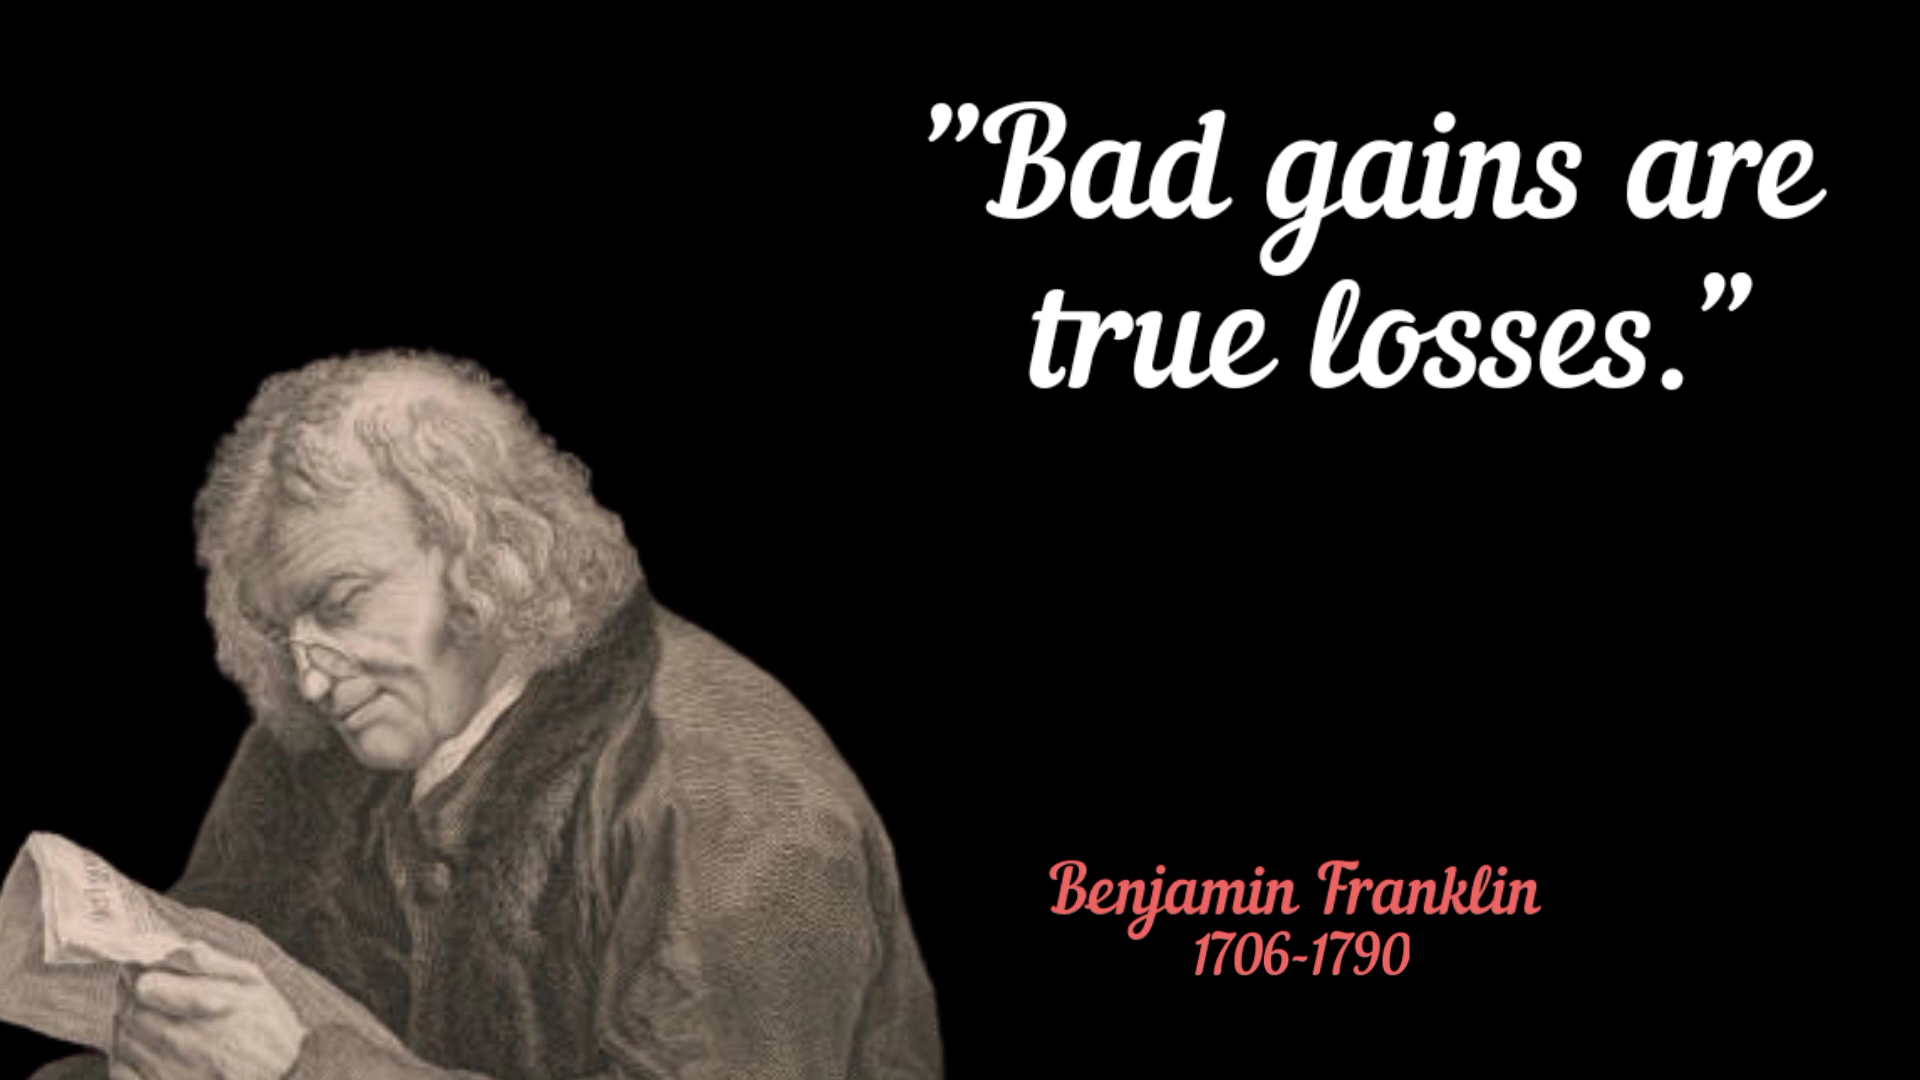 ”Bad gains are
true losses.”
Benjamin Franklin
1706-1790